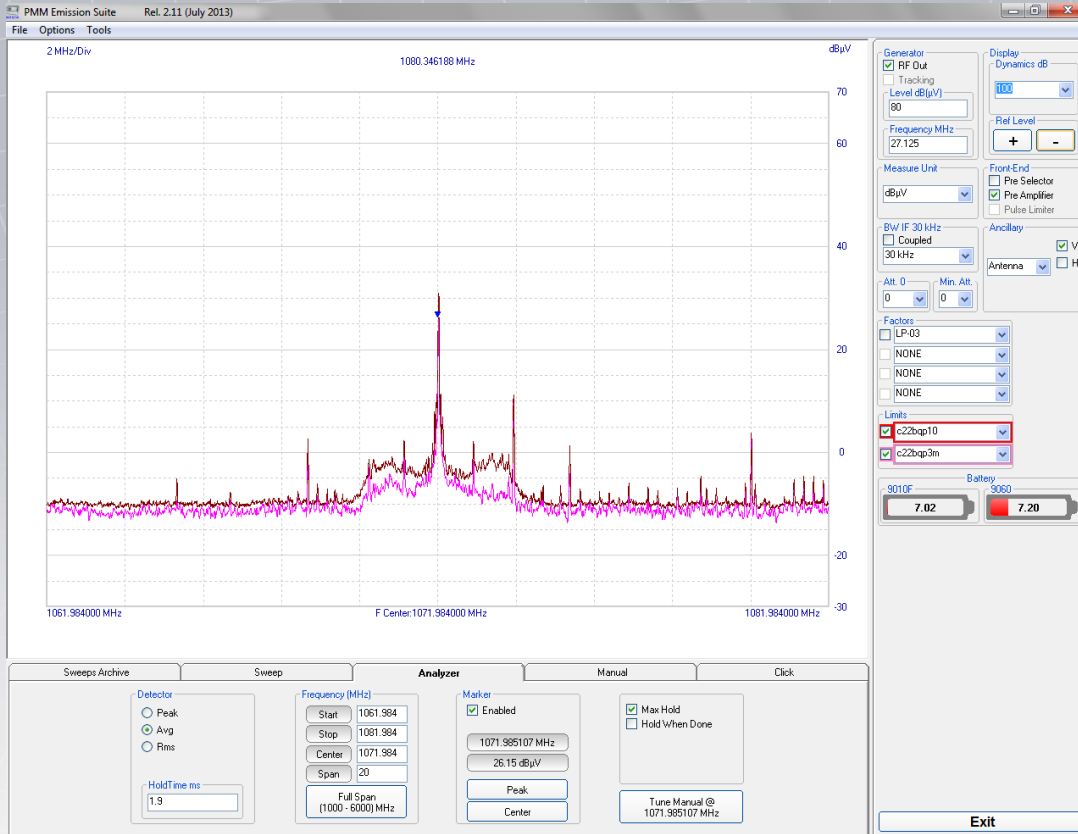 PMM Emission Suite Rel. 2.11 (July 2013)
File Options Tools
2 MHz/Div
1080.346188 MHz
dBµV
70
60
40
20
0
-20
-30
1061.984000 MHz
F Center:1071.984000 MHz
1081.984000 MHz
Generator
RF Out
Tracking
Level dB(µV)
80
Frequency MHz
27.125
Display
Dynamics dB
100
Ref Level
+
-
Measure Unit
dBµV
Front-End
Pre Selector
Pre Amplifier
Pulse Limiter
BW IF 30 kHz
Coupled
30 kHz
Ancillary
V
Antenna
H
Att. 0
0
Min. Att.
0
Factors
LP-03
NONE
NONE
NONE
Limits
c22bqp10
c22bqp3m
Battery
9010F
7.02
9060
7.20
Sweeps Archive
Sweep
Analyzer
Manual
Click
Detector
Peak
Avg
Rms
HoldTime ms
1.9
Frequency (MHz)
Start 1061.984
Stop 1081.984
Center 1071.984
Span 20
Full Span
(1000 - 6000) MHz
Marker
Enabled
1071.985107 MHz
26.15 dBµV
Peak
Center
Max Hold
Hold When Done
Tune Manual @
1071.985107 MHz
Exit